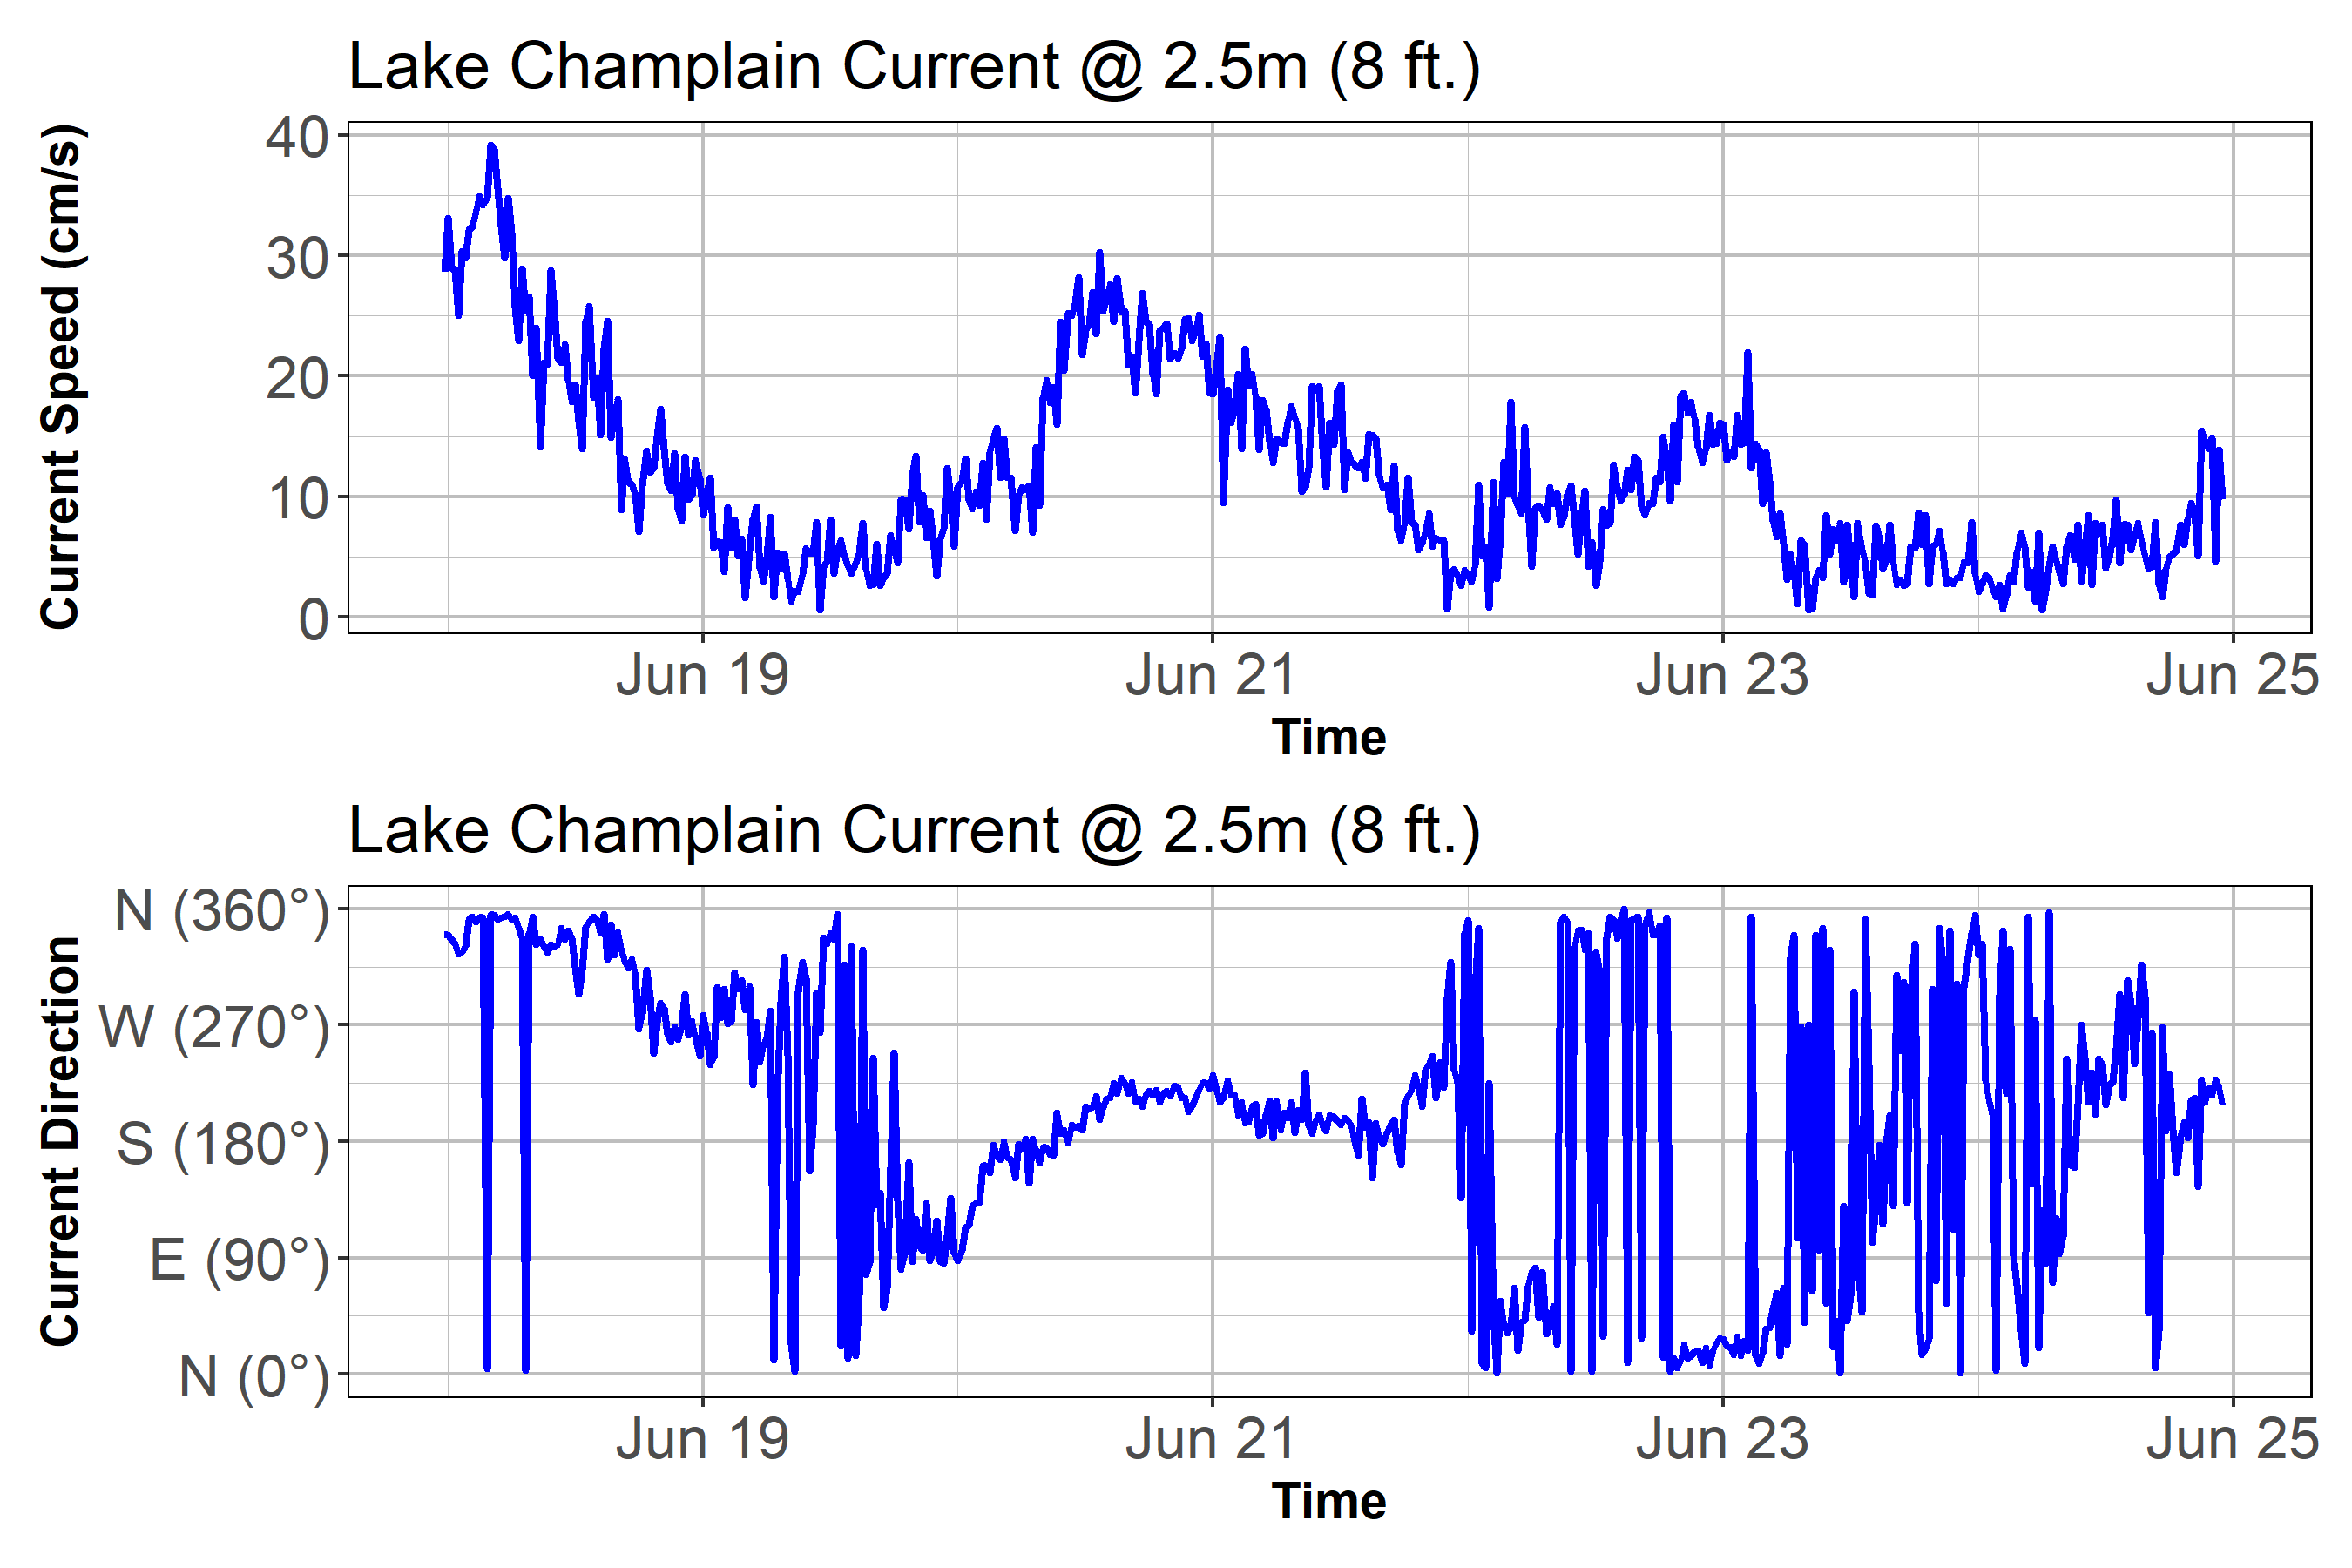 Lake Champlain Current @ 2.5m (8 ft.)
Current Speed (cm/s)
40
30
20
10
0
Jun 19 Jun 21 Jun 23 Jun 25
Time
Lake Champlain Current @ 2.5m (8 ft.)
Current Direction
N (360°)
W (270°)
S (180°)
E (90°)
N (0°)
Jun 19 Jun 21 Jun 23 Jun 25
Time